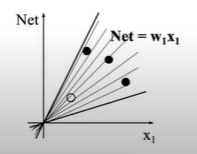 Net
Net = w₁x₁
x₁